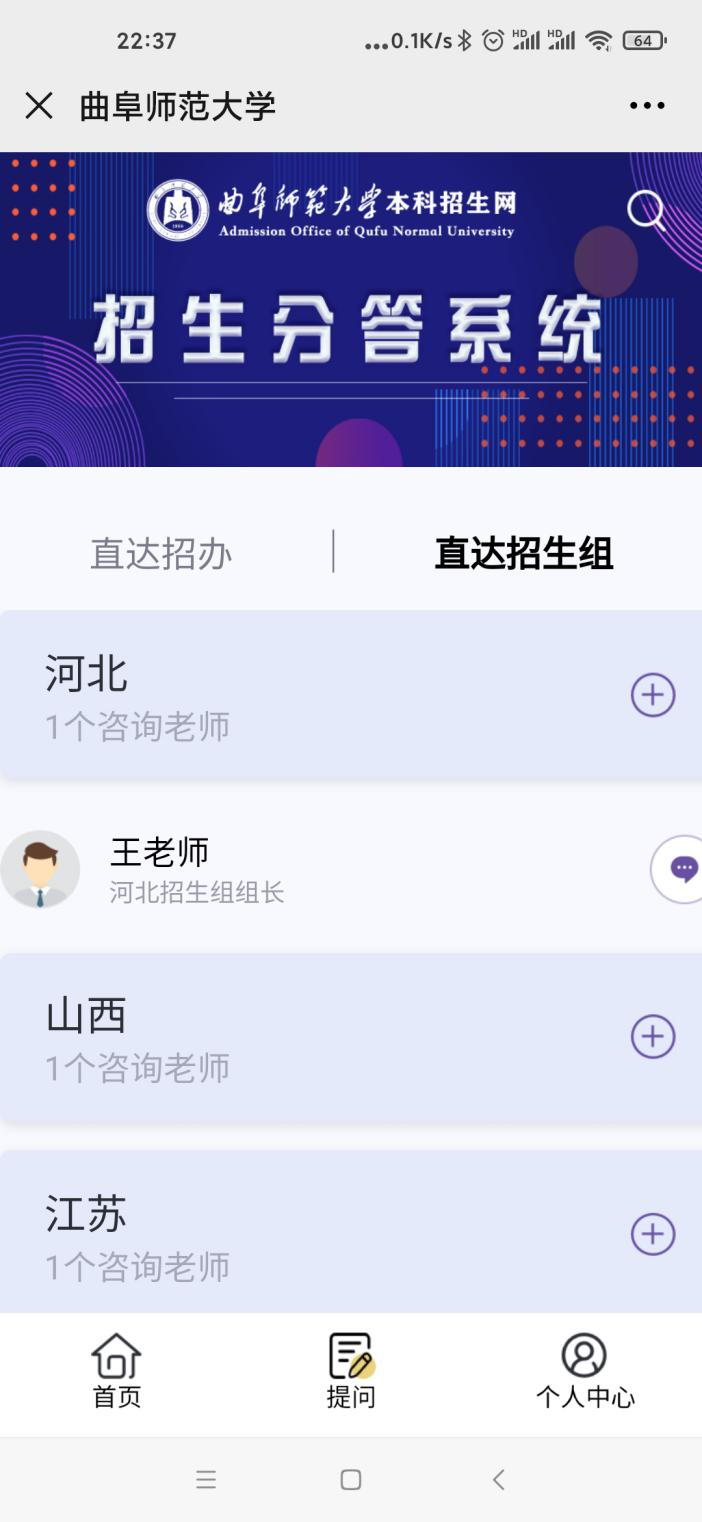 22:37
...0.1K/s HD HD 64
曲阜师范大学
曲阜师范大学本科招生网
Admission Office of Qufu Normal University
招生分答系统
直达招办
直达招生组
河北
1个咨询老师
王老师
河北招生组组长
山西
1个咨询老师
江苏
1个咨询老师
首页
提问
个人中心